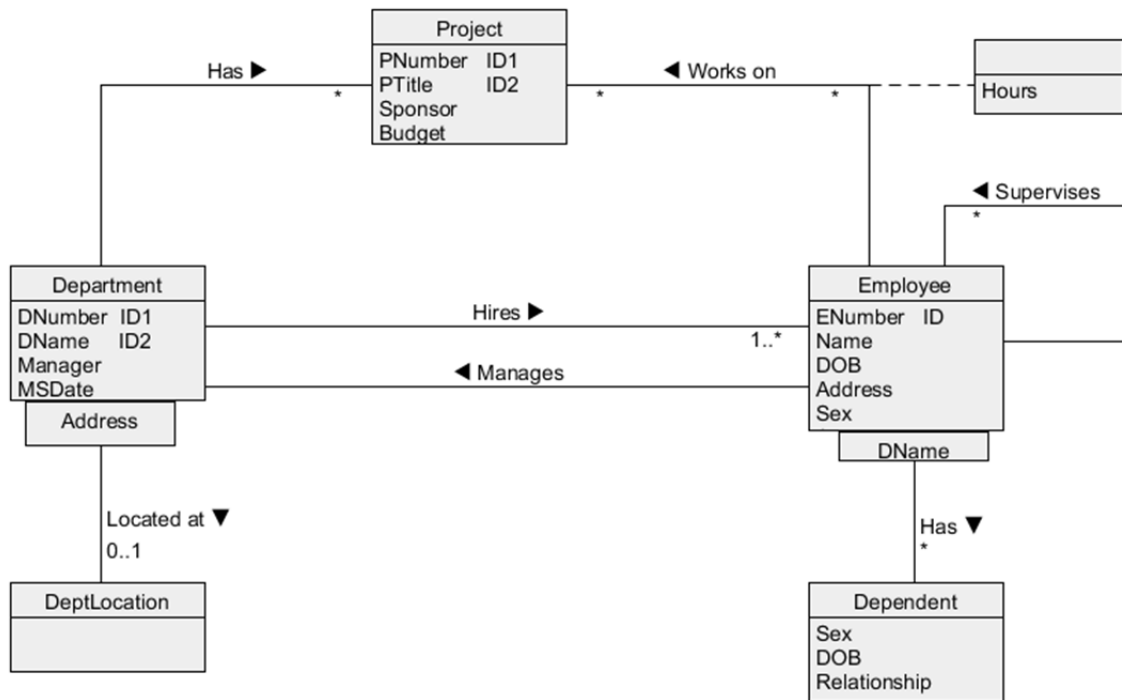 Project
PNumber ID1
PTitle ID2
Sponsor
Budget
Has ▶
*
◀ Works on
*
*
Hours
◀ Supervises
*
Department
DNumber ID1
DName ID2
Manager
MSDate
Address
Hires ▶
1..*
◀ Manages
Employee
ENumber ID
Name
DOB
Address
Sex
DName
Located at ▼
0..1
Has ▼
*
DeptLocation
Dependent
Sex
DOB
Relationship